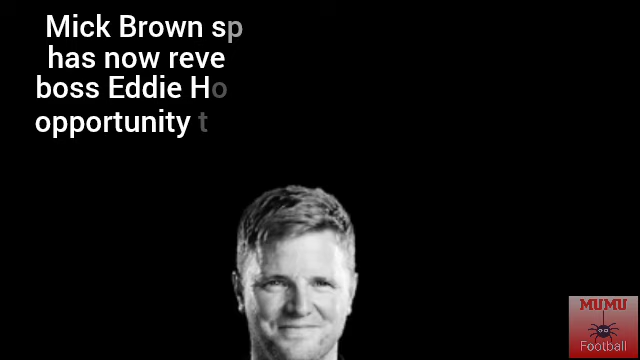 Mick Brown sp
has now reve
boss Eddie Ho
opportunity t
MUMU
Football